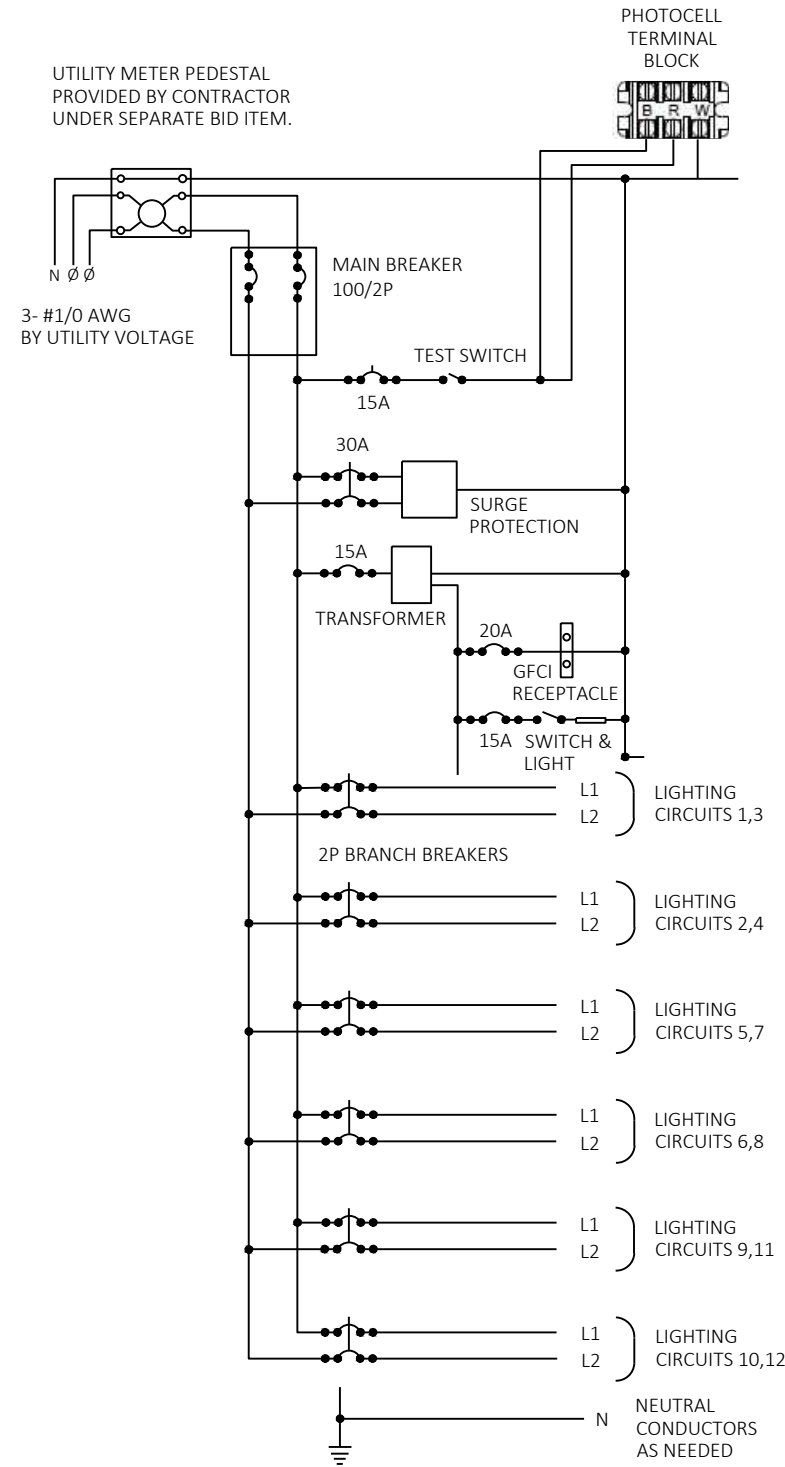 PHOTOCELL
TERMINAL
BLOCK
B R W
UTILITY METER PEDESTAL
PROVIDED BY CONTRACTOR
UNDER SEPARATE BID ITEM.
N Ø Ø
3- #1/0 AWG
BY UTILITY VOLTAGE
MAIN BREAKER
100/2P
TEST SWITCH
15A
30A
SURGE
PROTECTION
15A
TRANSFORMER
20A
GFCI
RECEPTACLE
15A SWITCH &
LIGHT
L1
L2
LIGHTING
CIRCUITS 1,3
2P BRANCH BREAKERS
L1
L2
LIGHTING
CIRCUITS 2,4
L1
L2
LIGHTING
CIRCUITS 5,7
L1
L2
LIGHTING
CIRCUITS 6,8
L1
L2
LIGHTING
CIRCUITS 9,11
L1
L2
LIGHTING
CIRCUITS 10,12
N
NEUTRAL
CONDUCTORS
AS NEEDED